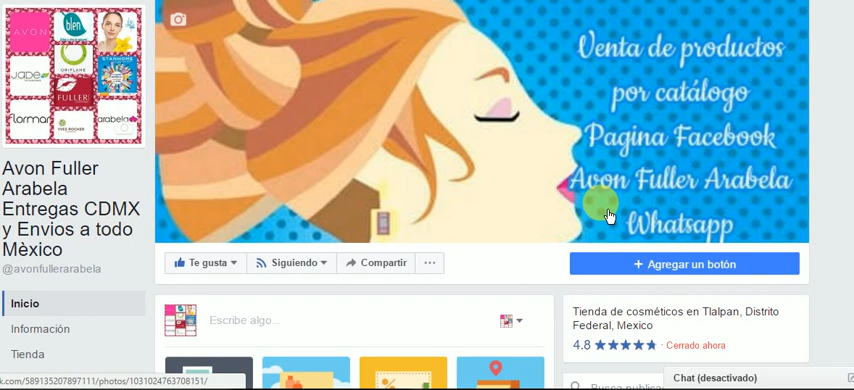 AVON
blen
JADE
ORIFLAME
STANHOME
FULLER
flormar
YVES ROCHER
arabela
Venta de productos
por catálogo
Pagina Facebook
Avon Fuller Arabela
Whatsapp
Avon Fuller
Arabela
Entregas CDMX
y Envios a todo
Mèxico
@avonfullerarabela
Te gusta
Siguiendo
Compartir
+ Agregar un botón
Inicio
Información
Tienda
Escribe algo...
Tienda de cosméticos en Tlalpan, Distrito
Federal, Mexico
4.8 ★★★★★ · Cerrado ahora
k.com/589135207897111/photos/1031024763708151/
Chat (desactivado)